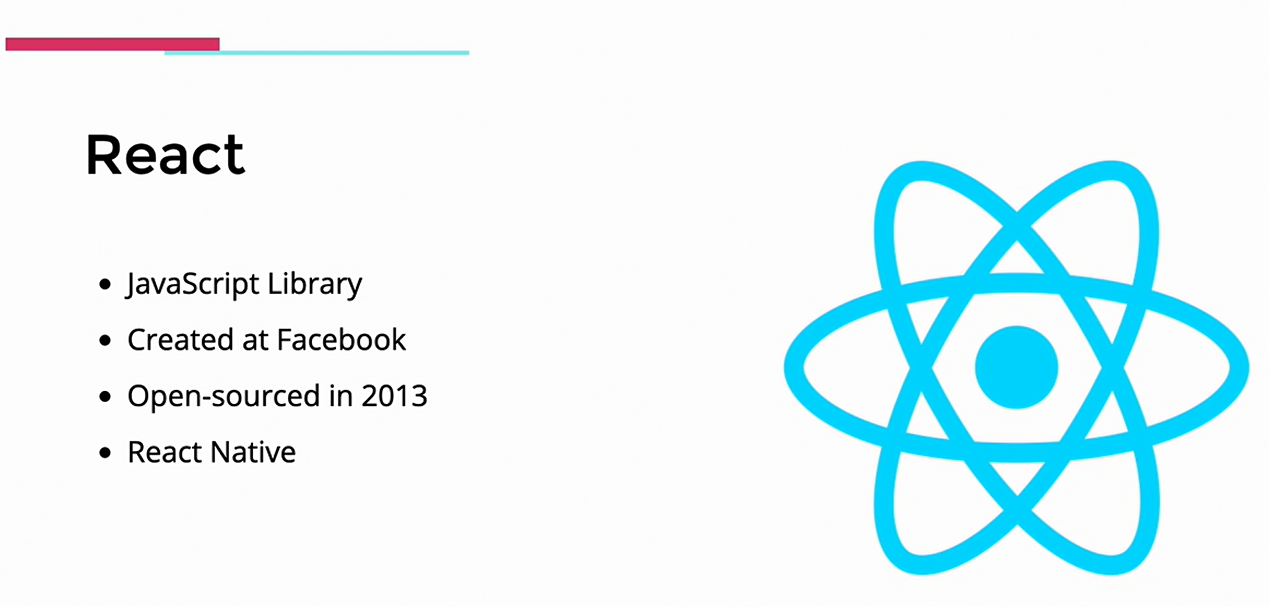 React
JavaScript Library
Created at Facebook
Open-sourced in 2013
React Native